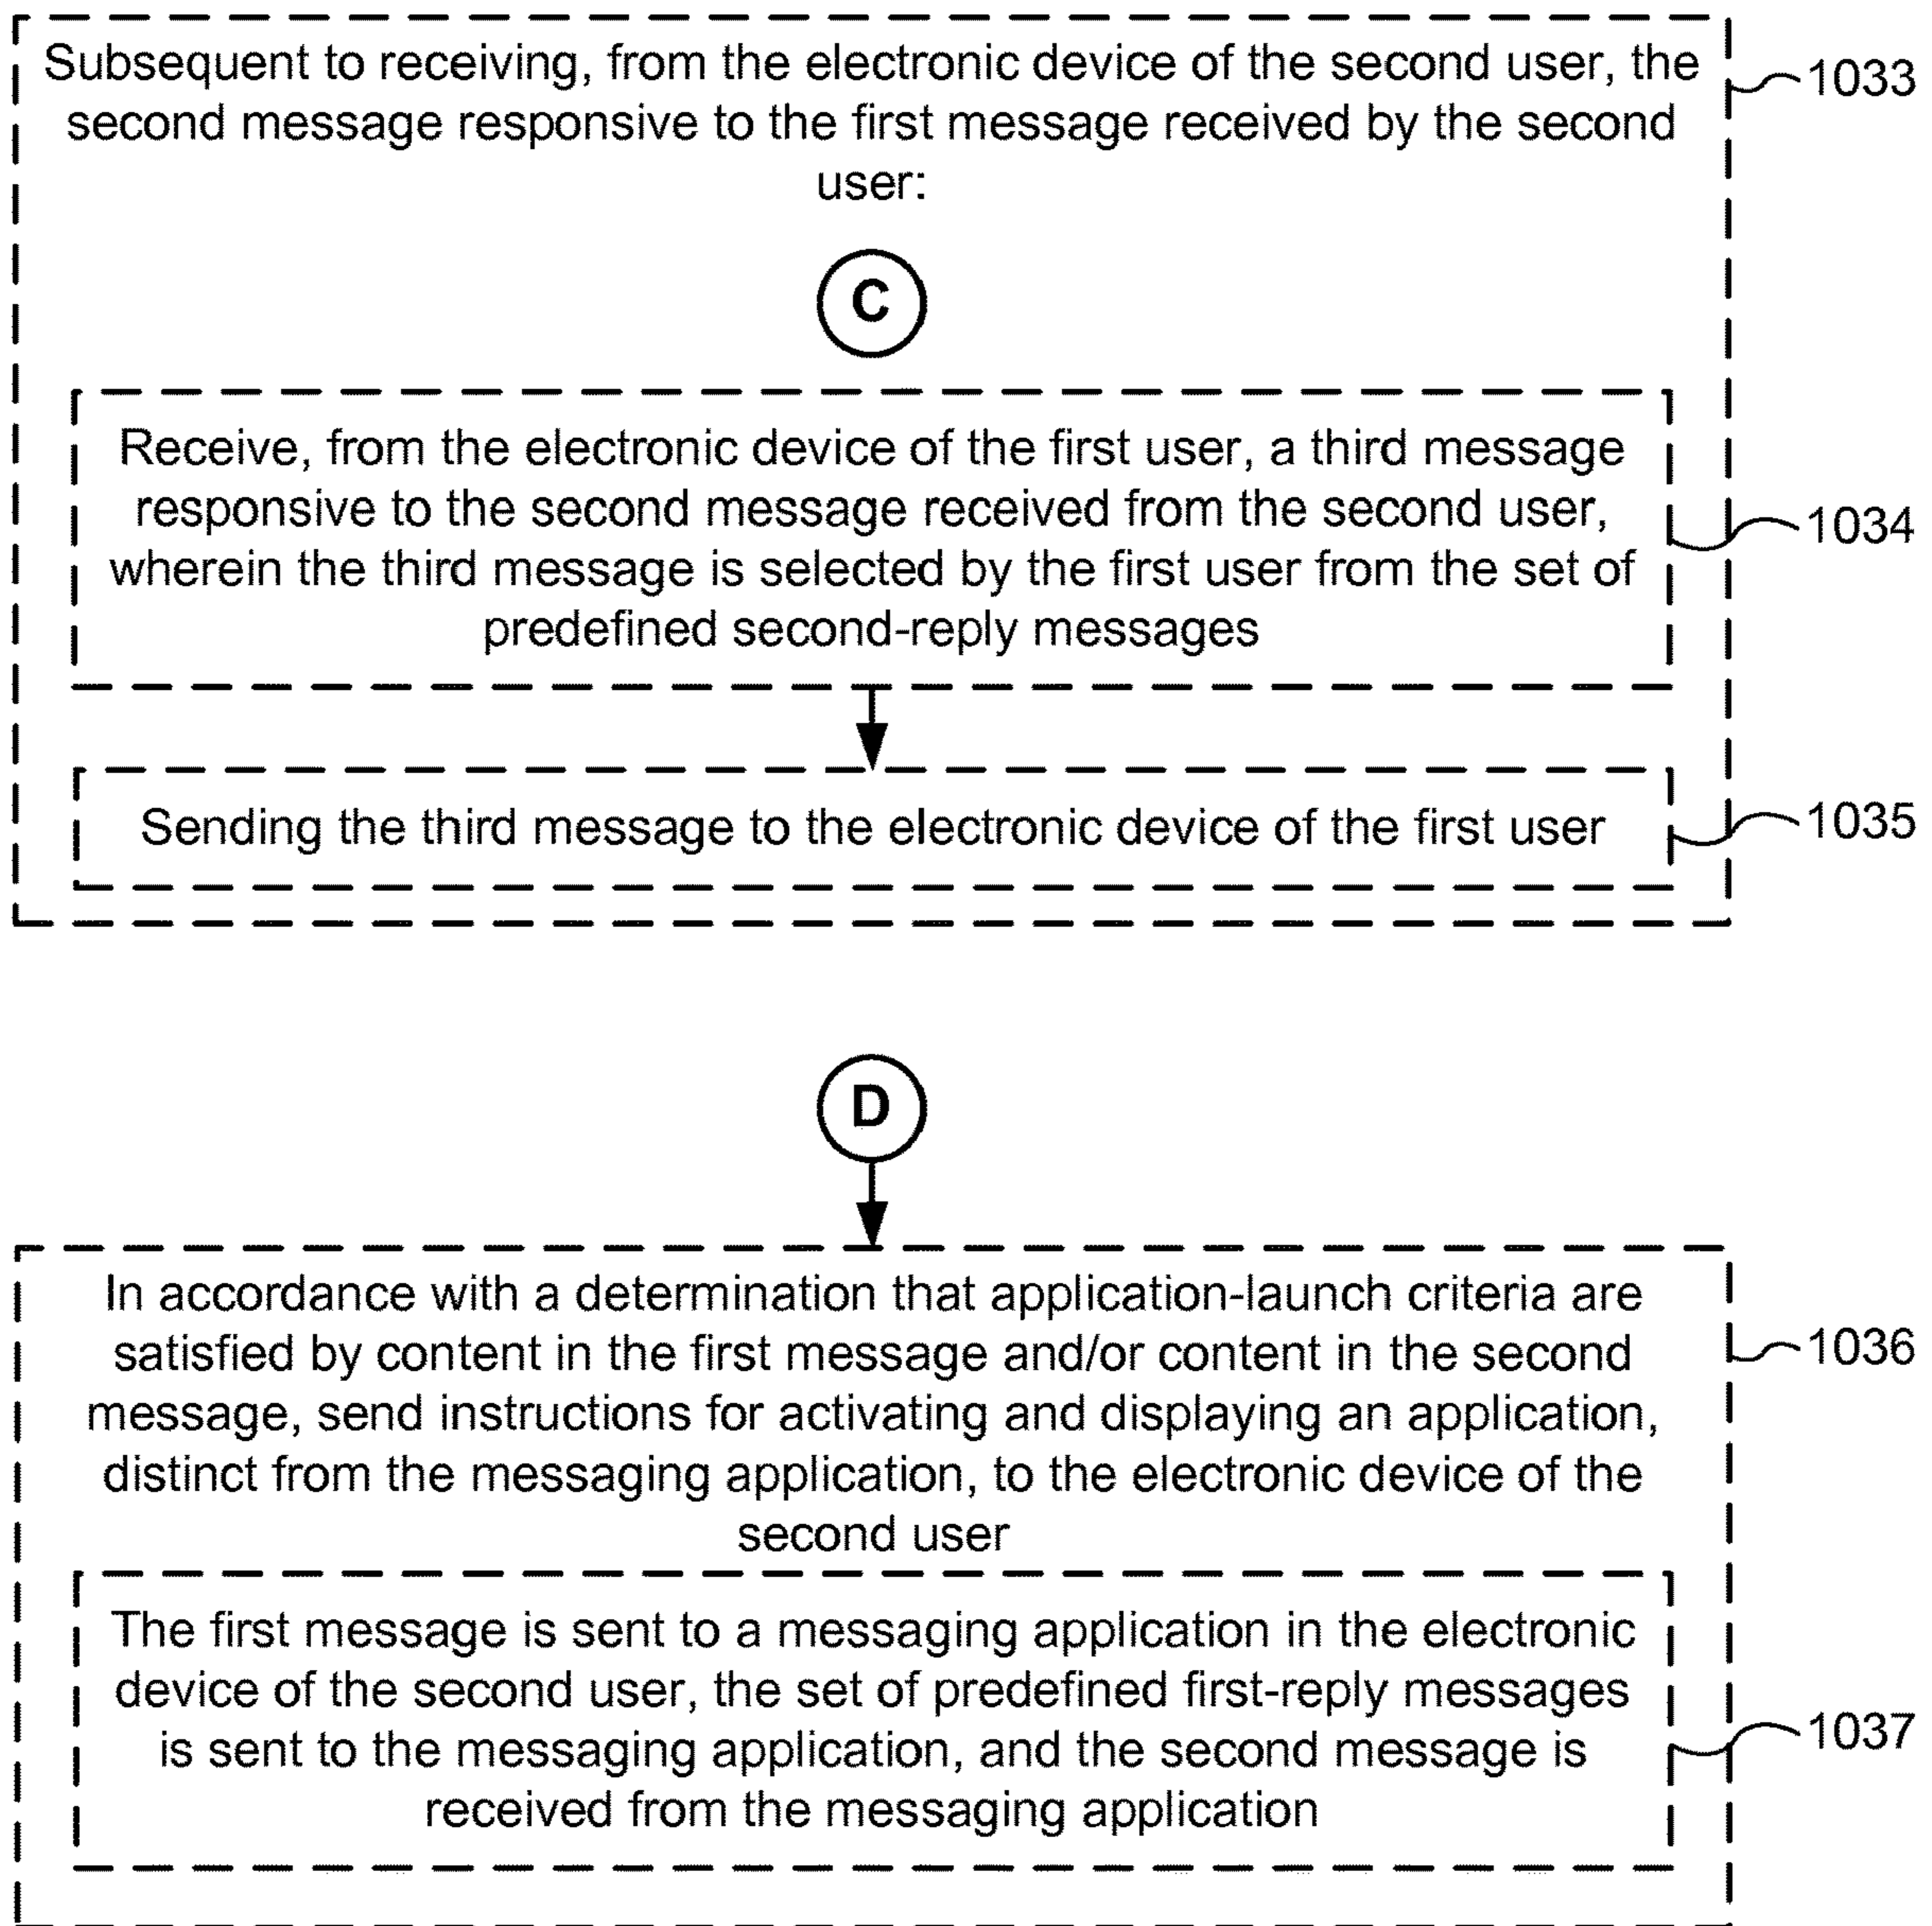 Subsequent to receiving, from the electronic device of the second user, the
second message responsive to the first message received by the second
user:
1033
C
Receive, from the electronic device of the first user, a third message
responsive to the second message received from the second user,
wherein the third message is selected by the first user from the set of
predefined second-reply messages
1034
Sending the third message to the electronic device of the first user
1035
D
In accordance with a determination that application-launch criteria are
satisfied by content in the first message and/or content in the second
message, send instructions for activating and displaying an application,
distinct from the messaging application, to the electronic device of the
second user
1036
The first message is sent to a messaging application in the electronic
device of the second user, the set of predefined first-reply messages
is sent to the messaging application, and the second message is
received from the messaging application
1037